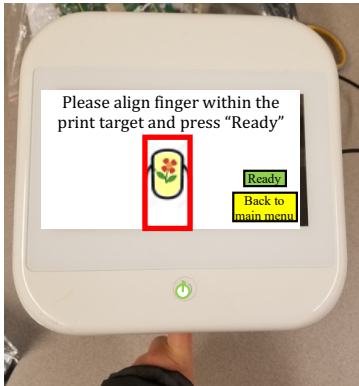 Please align finger within the
print target and press “Ready”
Ready
Back to
main menu